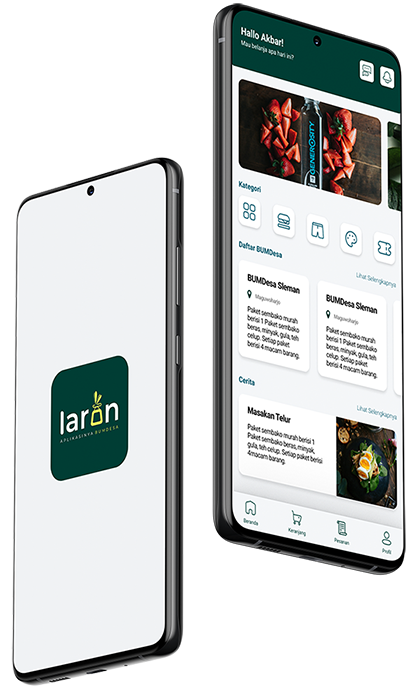 Hallo Akbar!
Mau belanja apa hari ini?
GENEROSITY
Kategori
Daftar BUMDesa
Lihat Selengkapnya
BUMDesa Sleman
Maguwoharjo
Paket sembako murah
berisi 1 Paket sembako
beras, minyak, gula, teh
celup. Setiap paket
berisi 4 macam barang.
BUMDesa Sleman
Maguwoharjo
Paket sembako murah
berisi 1 Paket sembako
beras, minyak, gula, teh
celup. Setiap paket
berisi 4 macam barang.
Cerita
Lihat Selengkapnya
Masakan Telur
Paket sembako murah berisi
1 Paket sembako beras, minyak,
gula, teh celup. Setiap paket berisi
4 macam barang.
Beranda
Keranjang
Pesanan
Profil
laron
APLIKASINYA BUMDESA